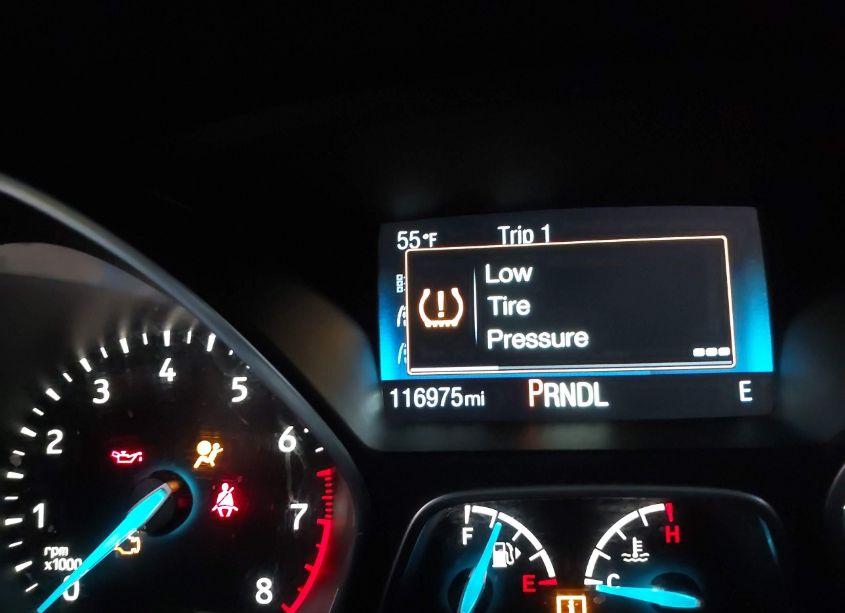 55°F Trip 1
Low
Tire
Pressure
116975mi PRNDL E
0
1
2
3
4
5
6
7
8
rpm
x1000
F
E
H
C